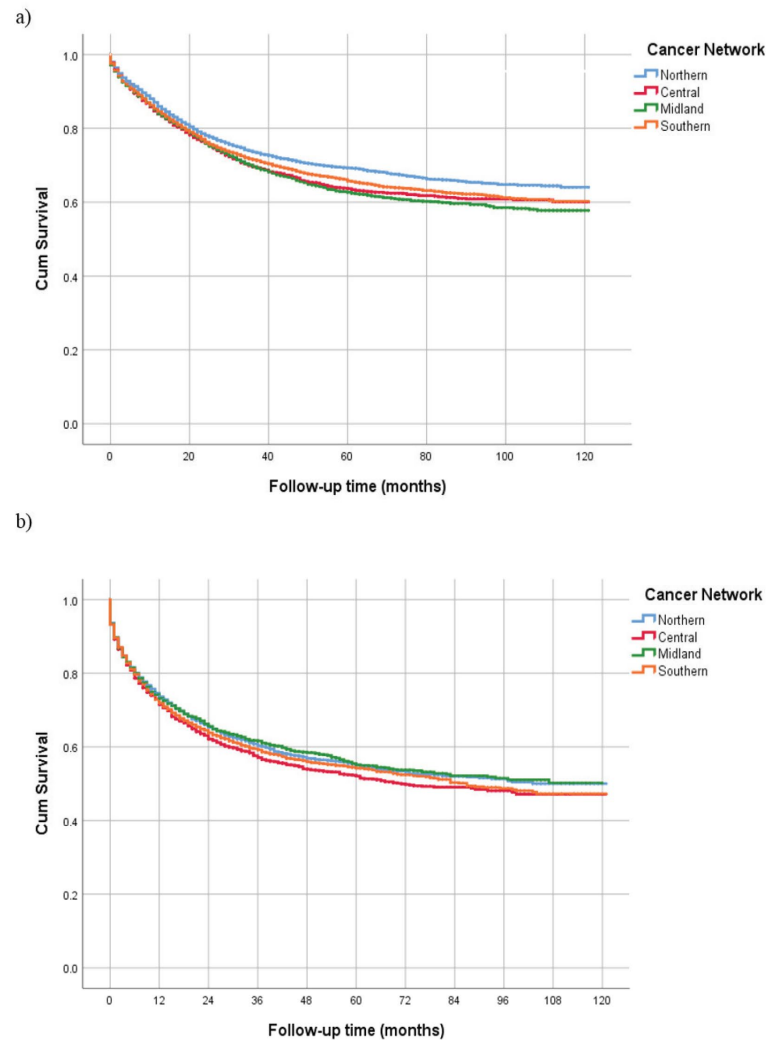 a)
Cancer Network
Northern
Central
Midland
Southern
Cum Survival
1.0
0.8
0.6
0.4
0.2
0.0
0 20 40 60 80 100 120
Follow-up time (months)
b)
Cancer Network
Northern
Central
Midland
Southern
Cum Survival
1.0
0.8
0.6
0.4
0.2
0.0
0 12 24 36 48 60 72 84 96 108 120
Follow-up time (months)